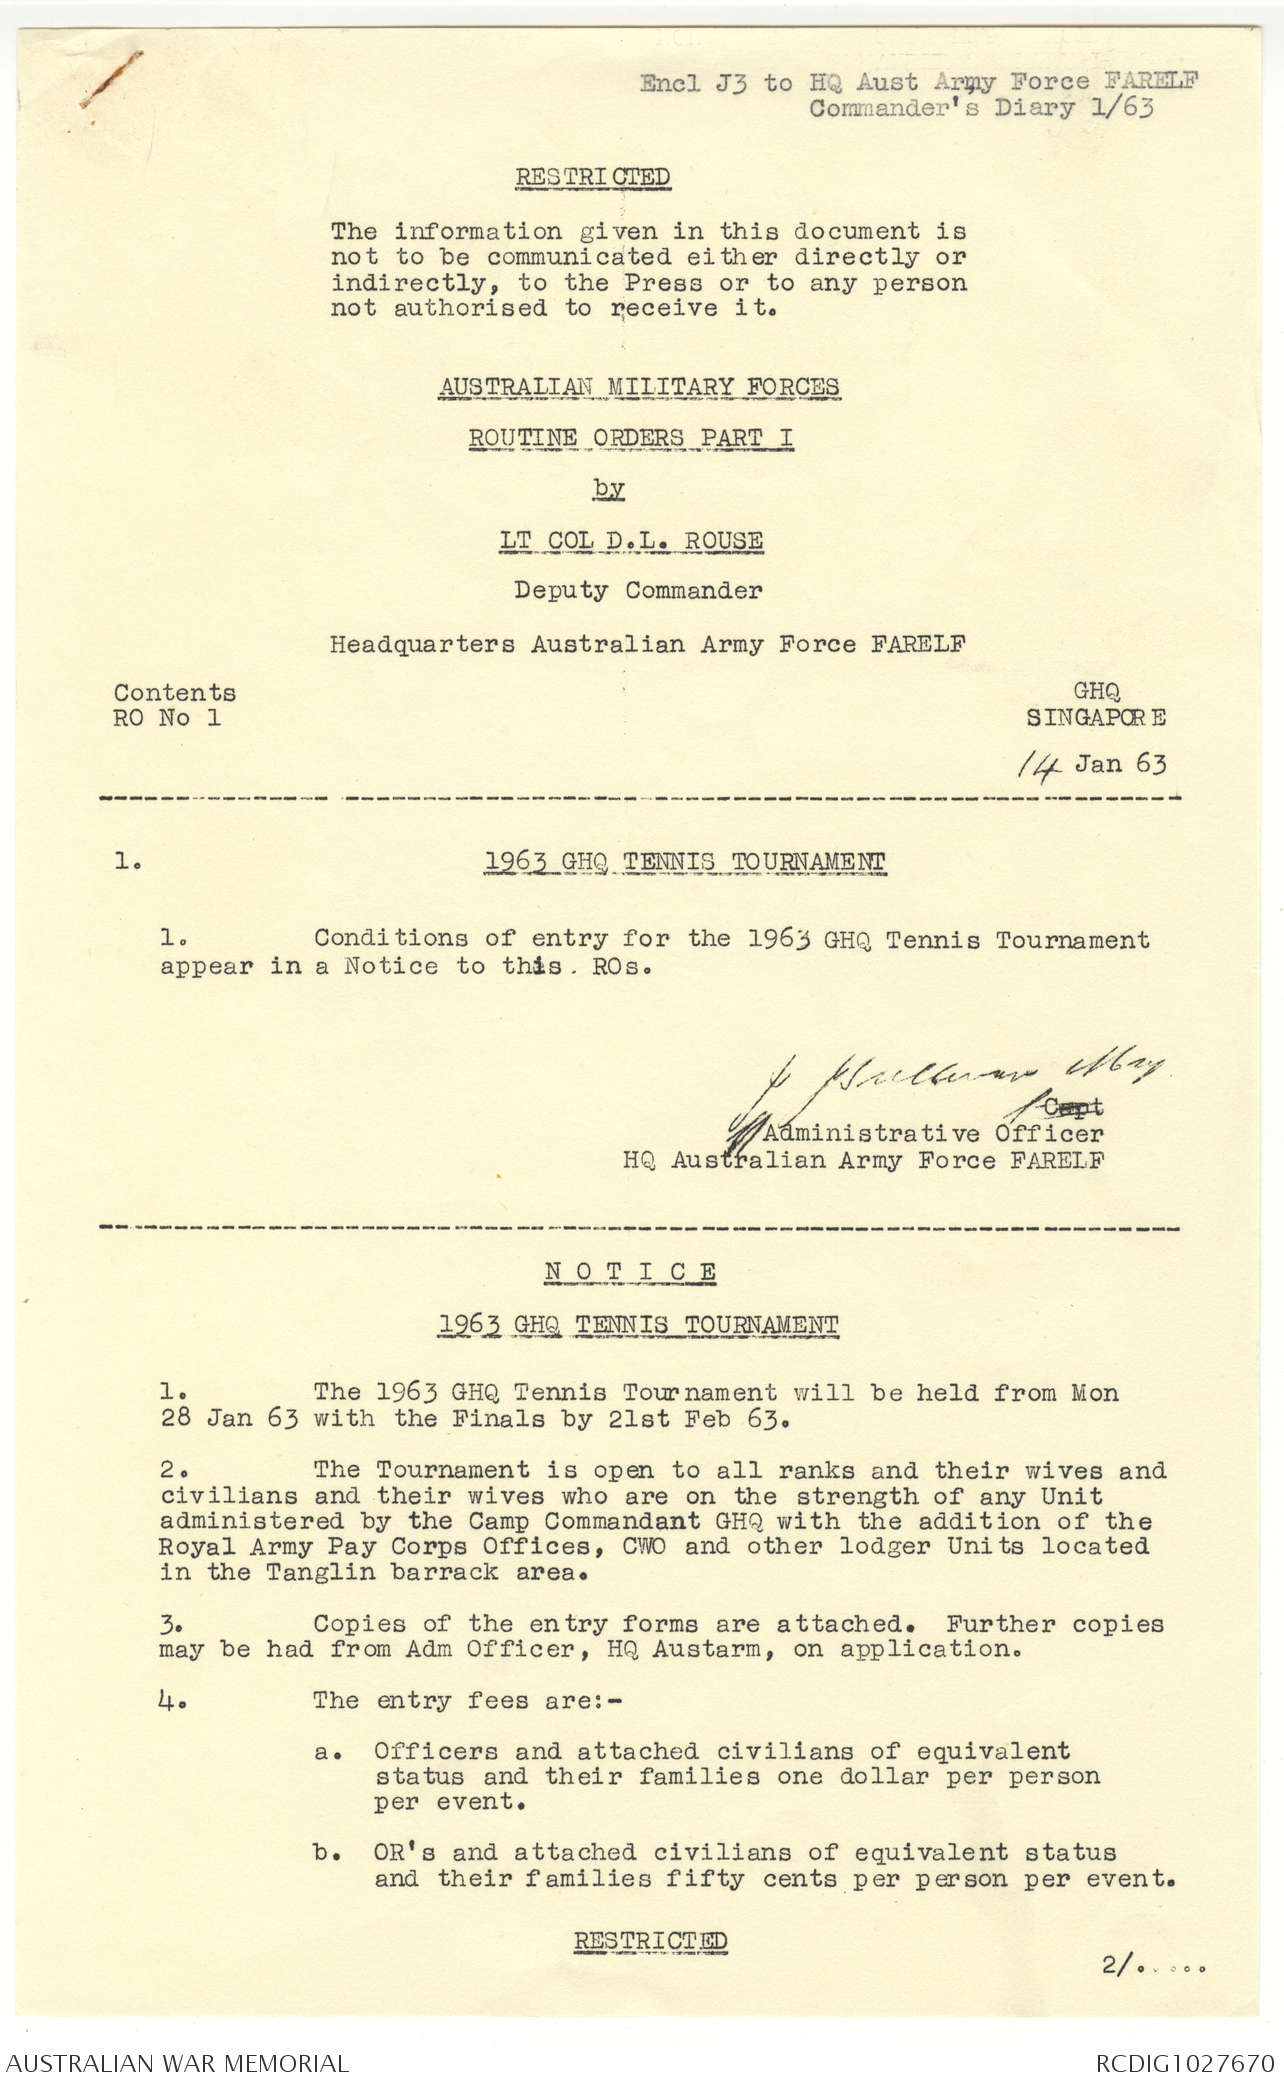 Encl J3 to HQ Aust Army Force FARELF
Commander's Diary 1/63
RESTRICTED
The information given in this document is
not to be communicated either directly or
indirectly, to the Press or to any person
not authorised to receive it.
AUSTRALIAN MILITARY FORCES
ROUTINE ORDERS PART I
by
LT COL D.L. ROUSE
Deputy Commander
Headquarters Australian Army Force FARELF
Contents
RO No 1
GHQ
SINGAPORE
14 Jan 63
1. 1963 GHQ TENNIS TOURNAMENT
1. Conditions of entry for the 1963 GHQ Tennis Tournament
appear in a Notice to this ROs.
Maj
Capt
Administrative Officer
HQ Australian Army Force FARELF
N O T I C E
1963 GHQ TENNIS TOURNAMENT
1. The 1963 GHQ Tennis Tournament will be held from Mon
28 Jan 63 with the Finals by 21st Feb 63.
2. The Tournament is open to all ranks and their wives and
civilians and their wives who are on the strength of any Unit
administered by the Camp Commandant GHQ with the addition of the
Royal Army Pay Corps Offices, CWO and other lodger Units located
in the Tanglin barrack area.
3. Copies of the entry forms are attached. Further copies
may be had from Adm Officer, HQ Austarm, on application.
4. The entry fees are:-
a. Officers and attached civilians of equivalent
status and their families one dollar per person
per event.
b. OR's and attached civilians of equivalent status
and their families fifty cents per person per event.
RESTRICTED
2/......
AUSTRALIAN WAR MEMORIAL
RCDIG1027670